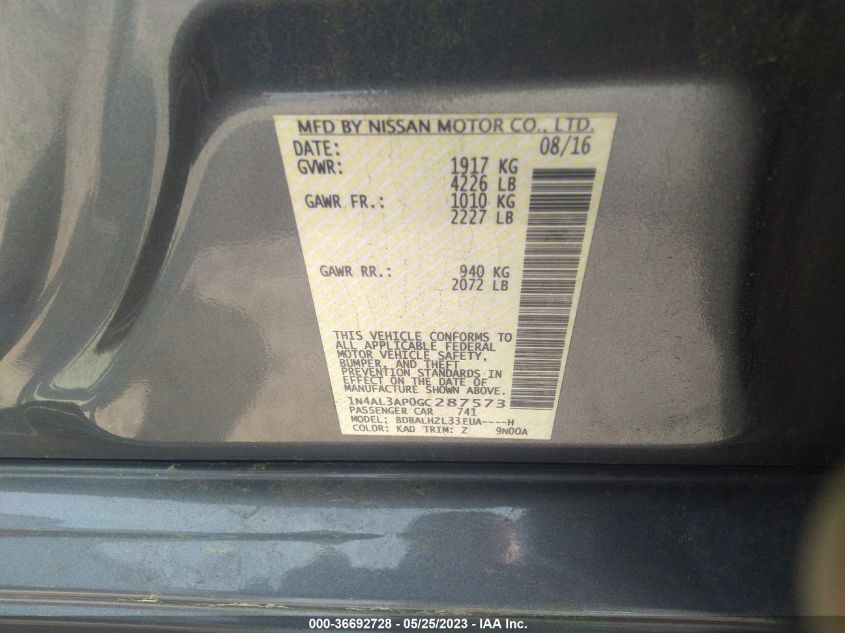 MFD BY NISSAN MOTOR CO., LTD.
DATE: 08/16
GVWR: 1917 KG
4226 LB
GAWR FR.: 1010 KG
2227 LB
GAWR RR.: 940 KG
2072 LB
THIS VEHICLE CONFORMS TO
ALL APPLICABLE FEDERAL
MOTOR VEHICLE SAFETY,
BUMPER, AND THEFT
PREVENTION STANDARDS IN
EFFECT ON THE DATE OF
MANUFACTURE SHOWN ABOVE.
1N4AL3AP0GC287573
PASSENGER CAR 741
MODEL: BDBALHZL33EUA----H
COLOR: KAD TRIM: Z 9N00A
000-36692728 - 05/25/2023 - IAA Inc.